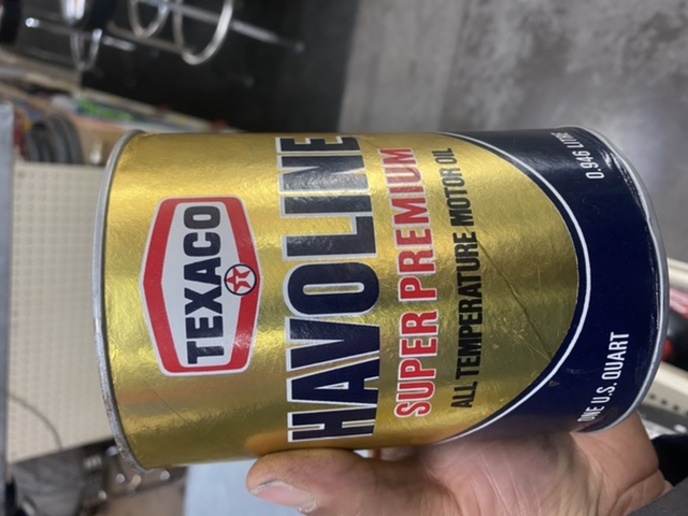 TEXACO
HAVOLINE
SUPER PREMIUM
ALL TEMPERATURE MOTOR OIL
ONE U.S. QUART
0.946 LITRE